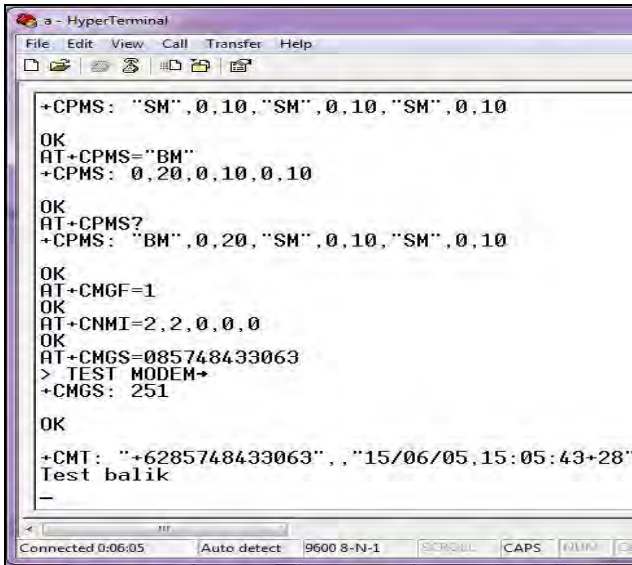 a - HyperTerminal
File Edit View Call Transfer Help
+CPMS: "SM",0,10,"SM",0,10,"SM",0,10
OK
AT+CPMS="BM"
+CPMS: 0,20,0,10,0,10
OK
AT+CPMS?
+CPMS: "BM",0,20,"SM",0,10,"SM",0,10
OK
AT+CMGF=1
OK
AT+CNMI=2,2,0,0,0
OK
AT+CMGS=085748433063
> TEST MODEM→
+CMGS: 251
OK
+CMT: "+6285748433063",,"15/06/05,15:05:43+28"
Test balik
_
Connected 0:06:05 Auto detect 9600 8-N-1 SCROLL CAPS NUM